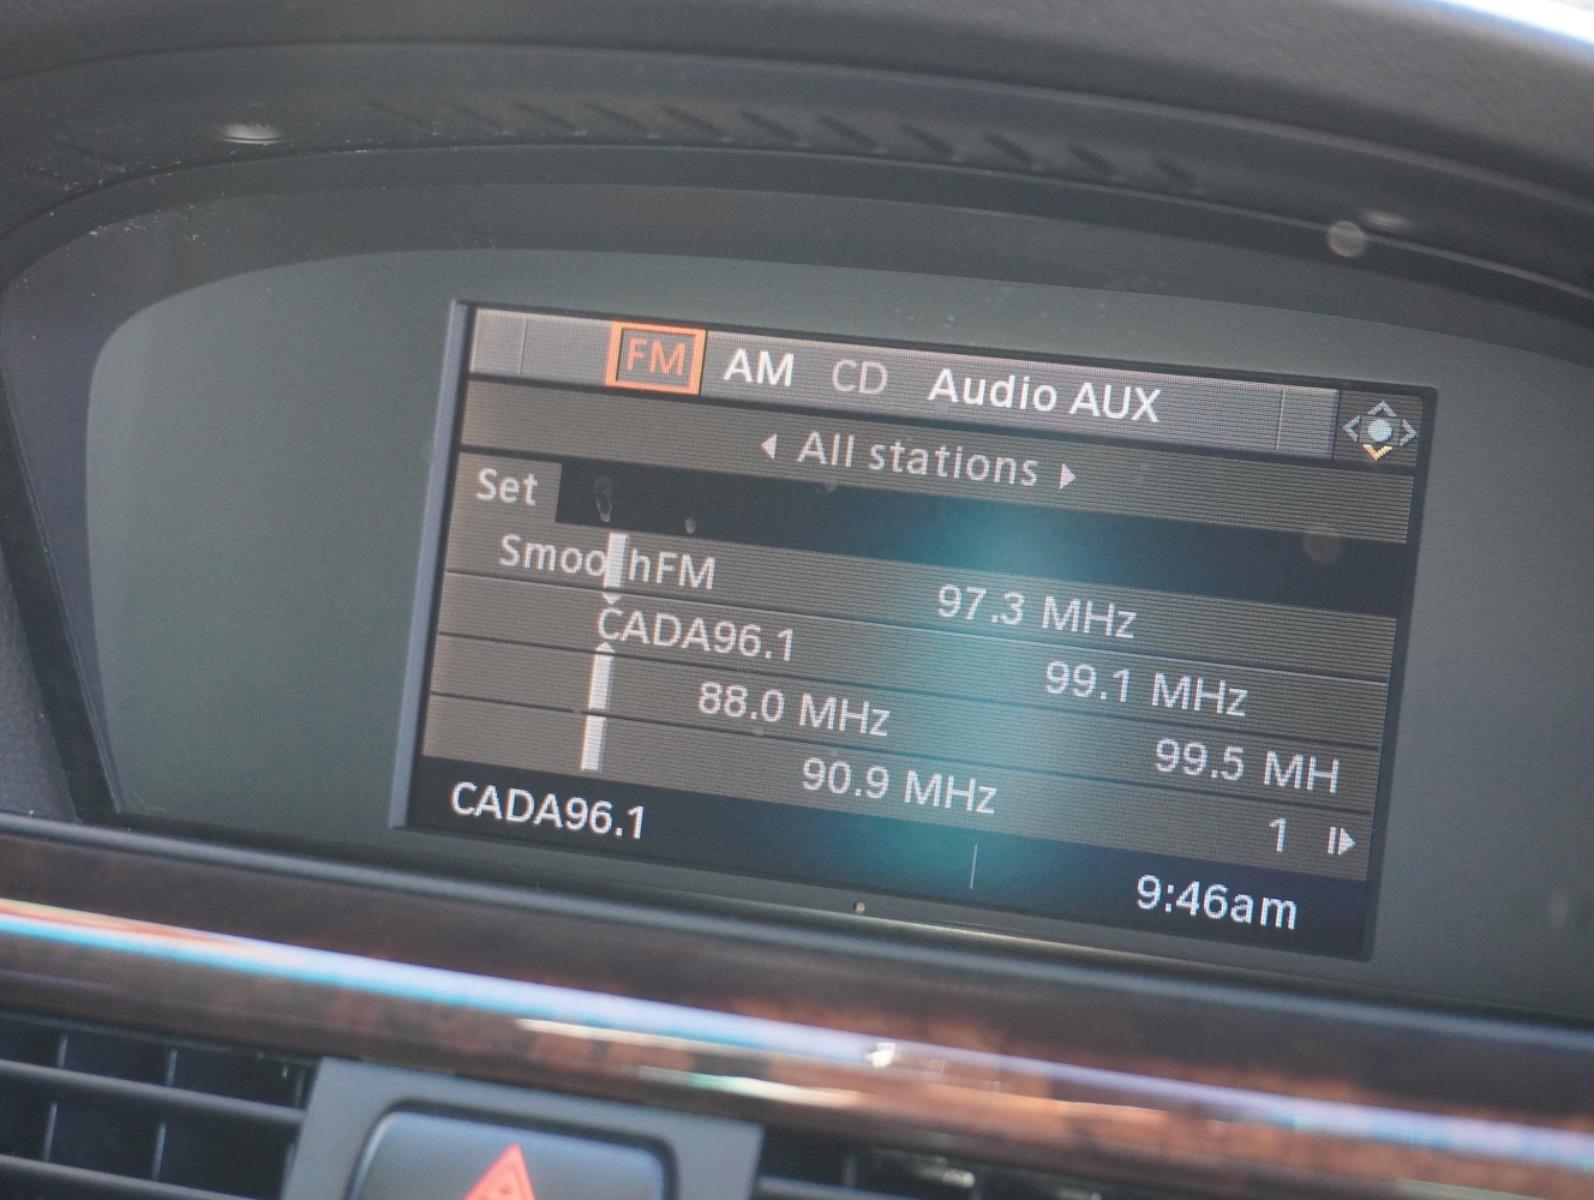 FM AM CD Audio AUX
All stations
Set
Smoo hFM 97.3 MHz
CADA96.1 99.1 MHz
88.0 MHz 99.5 MH
90.9 MHz 1
CADA96.1 9:46am